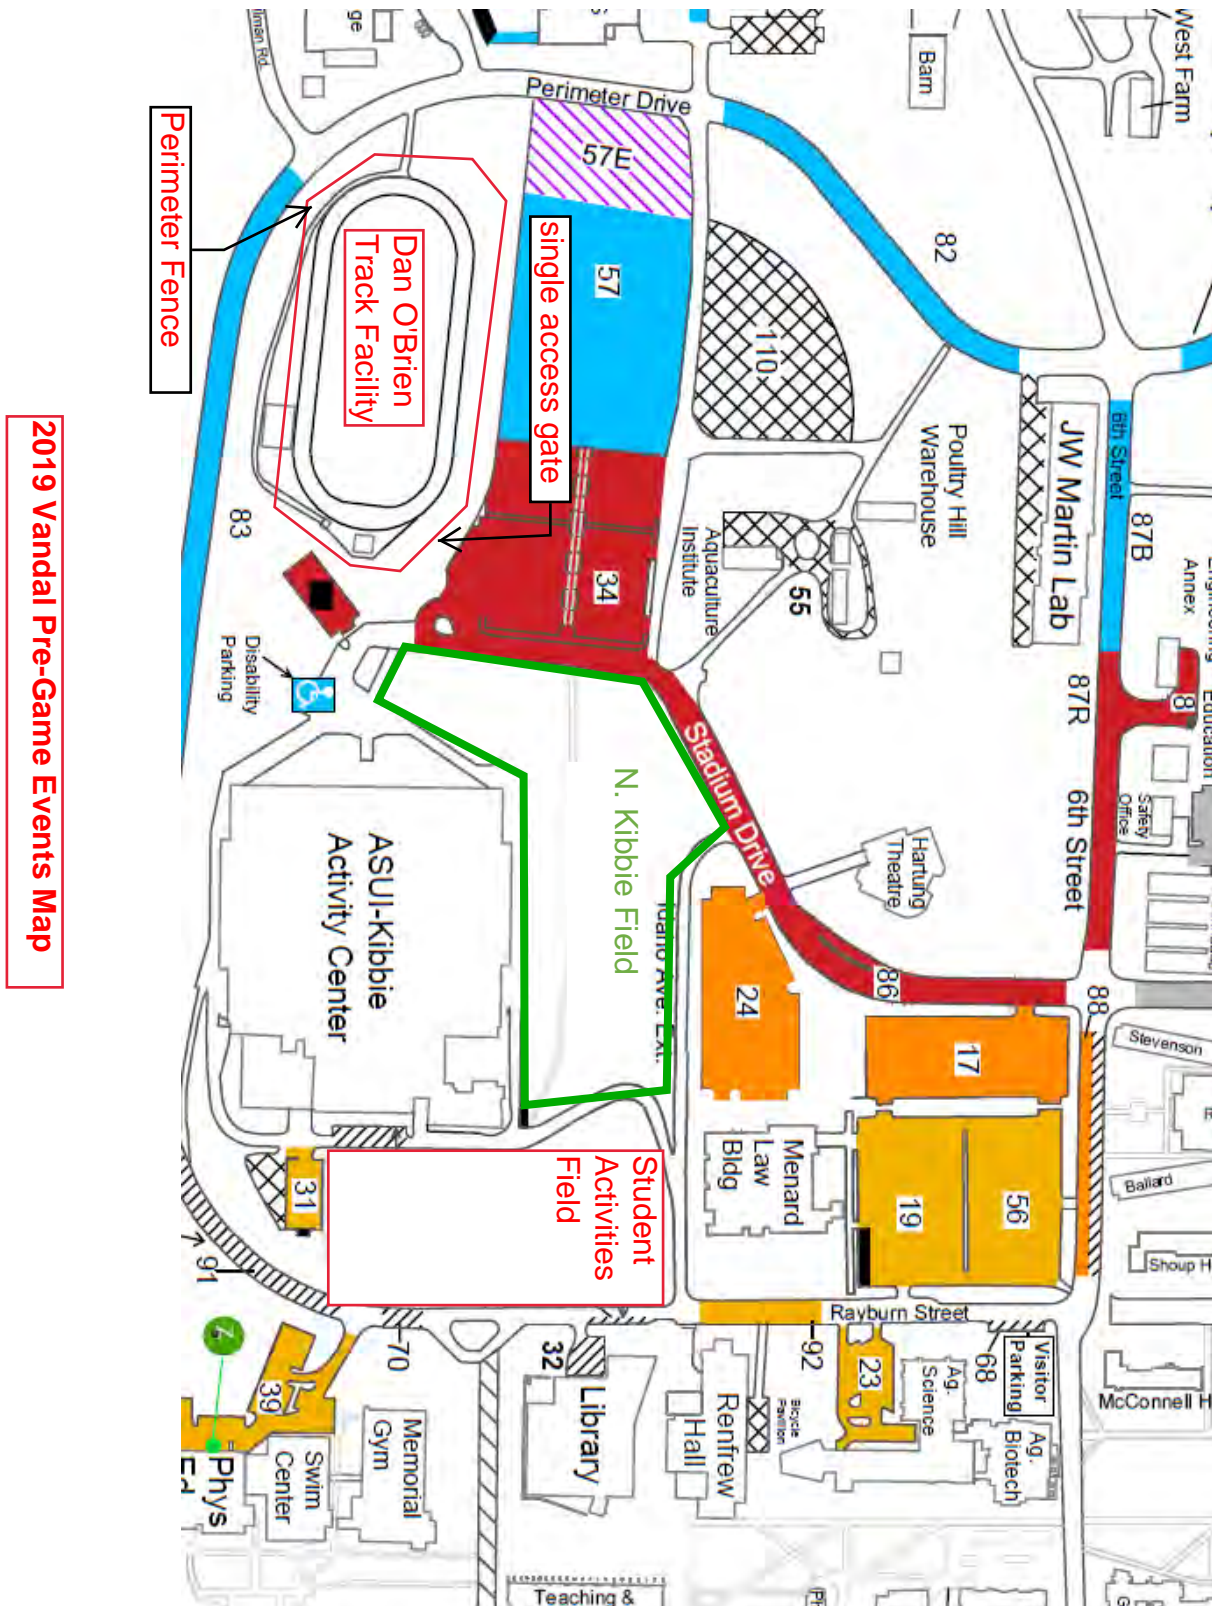 2019 Vandal Pre-Game Events Map
Perimeter Fence
Dan O'Brien
Track Facility
single access gate
Perimeter Drive
57E
57
110
82
Barn
West Farm
Poultry Hill
Warehouse
JW Martin Lab
6th Street
87B
Annex
Aquaculture
Institute
55
34
83
Disability
Parking
87R
8
Education
Safety
Office
6th Street
Stadium Drive
Hartung
Theatre
N. Kibbie Field
Idaho Ave. Ext.
ASUI-Kibbie
Activity Center
24
86
88
17
Stevenson
Menard
Law
Bldg
19
56
Ballard
Shoup H
Student
Activities
Field
31
91
70
32
Library
Rayburn Street
92
23
68
Visitor
Parking
Ag.
Science
Ag.
Biotech
McConnell H
Bicycle
Pavilion
Renfrew
Hall
39
Memorial
Gym
Swim
Center
Phys
Teaching &